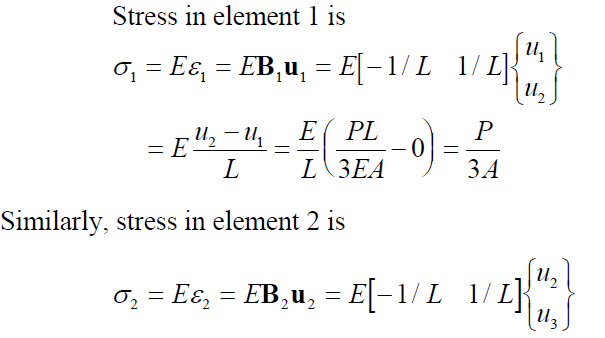 Stress in element 1 is
σ₁ = Eε₁ = E𝐁₁𝐮₁ = E[−1/L 1/L]{u₁ u₂}
= E (u₂ − u₁)/L = E/L (PL/3EA − 0) = P/3A
Similarly, stress in element 2 is
σ₂ = Eε₂ = E𝐁₂𝐮₂ = E[−1/L 1/L]{u₂ u₃}